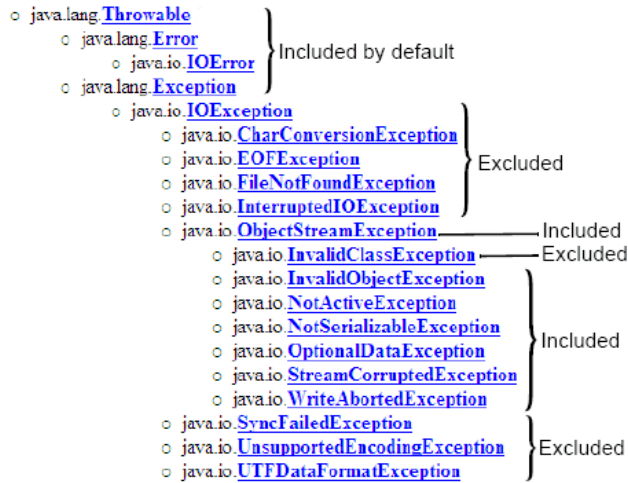 java.lang.Throwable
java.lang.Error
java.io.IOError
Included by default
java.lang.Exception
java.io.IOException
java.io.CharConversionException
java.io.EOFException
Excluded
java.io.FileNotFoundException
java.io.InterruptedIOException
java.io.ObjectStreamException Included
java.io.InvalidClassException Excluded
java.io.InvalidObjectException
java.io.NotActiveException
java.io.NotSerializableException
Included
java.io.OptionalDataException
java.io.StreamCorruptedException
java.io.WriteAbortedException
java.io.SyncFailedException
java.io.UnsupportedEncodingException Excluded
java.io.UTFDataFormatException